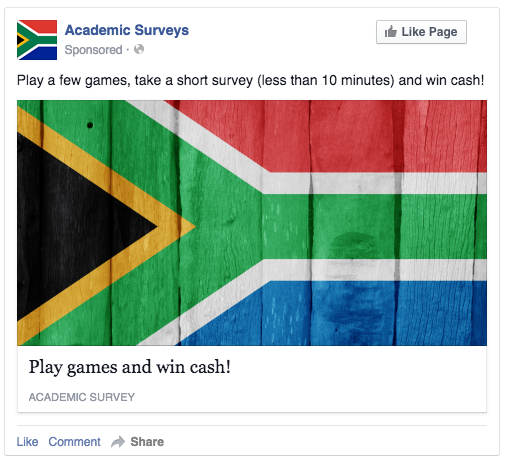 Academic Surveys
Like Page
Sponsored ·
Play a few games, take a short survey (less than 10 minutes) and win cash!
Play games and win cash!
ACADEMIC SURVEY
Like Comment Share